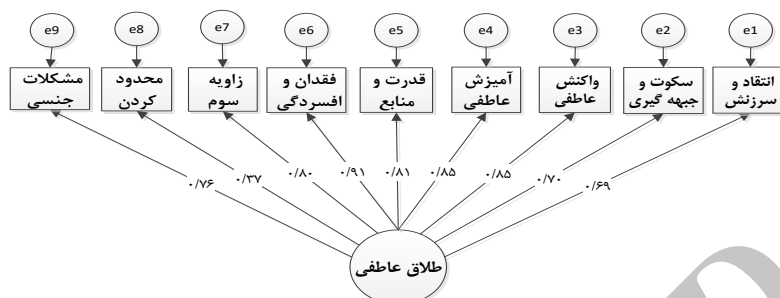 e9 e8 e7 e6 e5 e4 e3 e2 e1
انتقاد و
سرزنش
سکوت و
جبهه گیری
واکنش
عاطفی
آمیزش
عاطفی
قدرت و
منابع
فقدان و
افسردگی
زاویه
سوم
محدود
کردن
مشکلات
جنسی
۰/۷۶ ۰/۳۷ ۰/۸۰ ۰/۹۱ ۰/۸۱ ۰/۸۵ ۰/۸۵ ۰/۷۰ ۰/۶۹
طلاق عاطفی